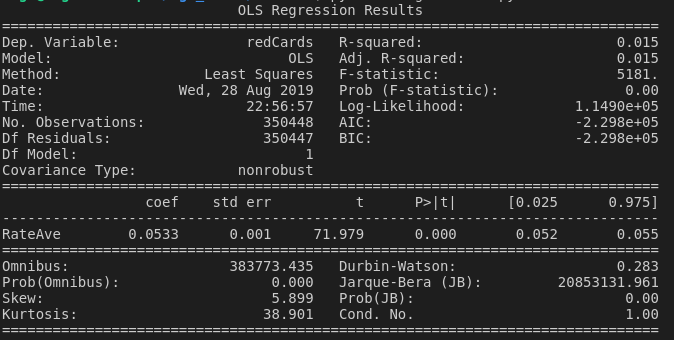 OLS Regression Results
==============================================================================
Dep. Variable: redCards R-squared: 0.015
Model: OLS Adj. R-squared: 0.015
Method: Least Squares F-statistic: 5181.
Date: Wed, 28 Aug 2019 Prob (F-statistic): 0.00
Time: 22:56:57 Log-Likelihood: 1.1490e+05
No. Observations: 350448 AIC: -2.298e+05
Df Residuals: 350447 BIC: -2.298e+05
Df Model: 1
Covariance Type: nonrobust
==============================================================================
coef std err t P>|t| [0.025 0.975]
------------------------------------------------------------------------------
RateAve 0.0533 0.001 71.979 0.000 0.052 0.055
==============================================================================
Omnibus: 383773.435 Durbin-Watson: 0.283
Prob(Omnibus): 0.000 Jarque-Bera (JB): 20853131.961
Skew: 5.899 Prob(JB): 0.00
Kurtosis: 38.901 Cond. No. 1.00
==============================================================================